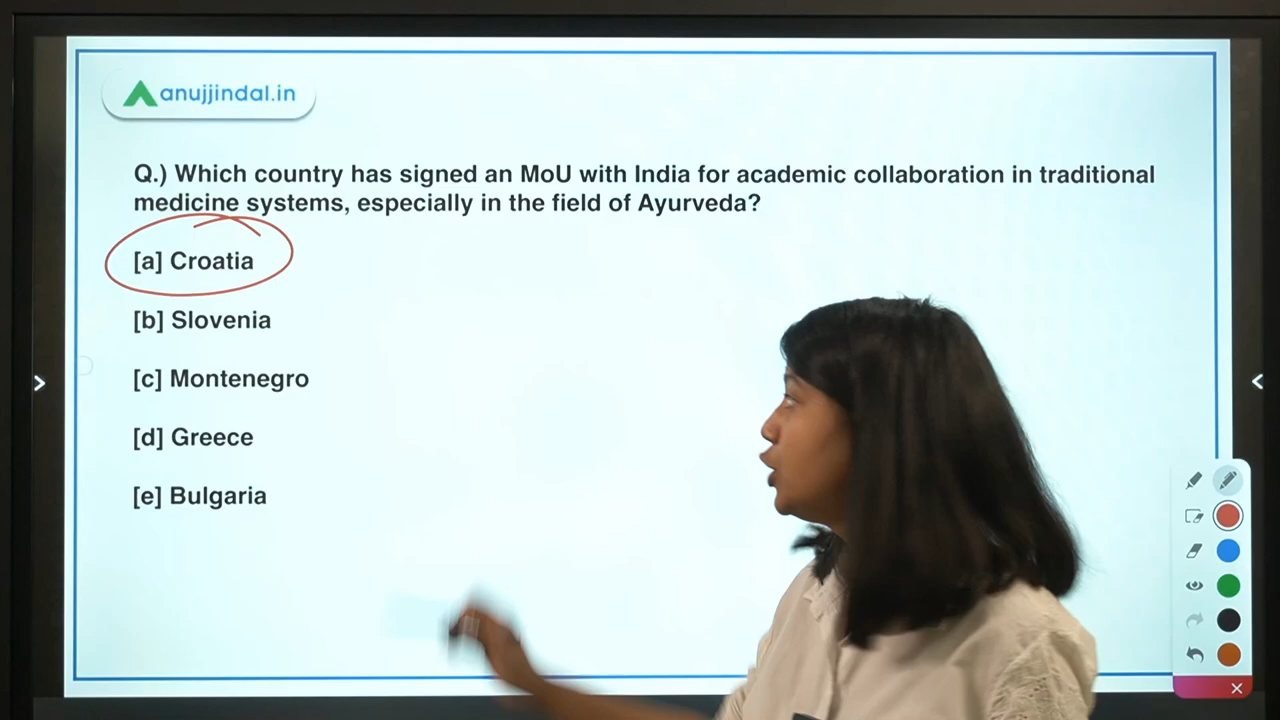 anujjindal.in
Q.) Which country has signed an MoU with India for academic collaboration in traditional
medicine systems, especially in the field of Ayurveda?
[a] Croatia
[b] Slovenia
[c] Montenegro
[d] Greece
[e] Bulgaria